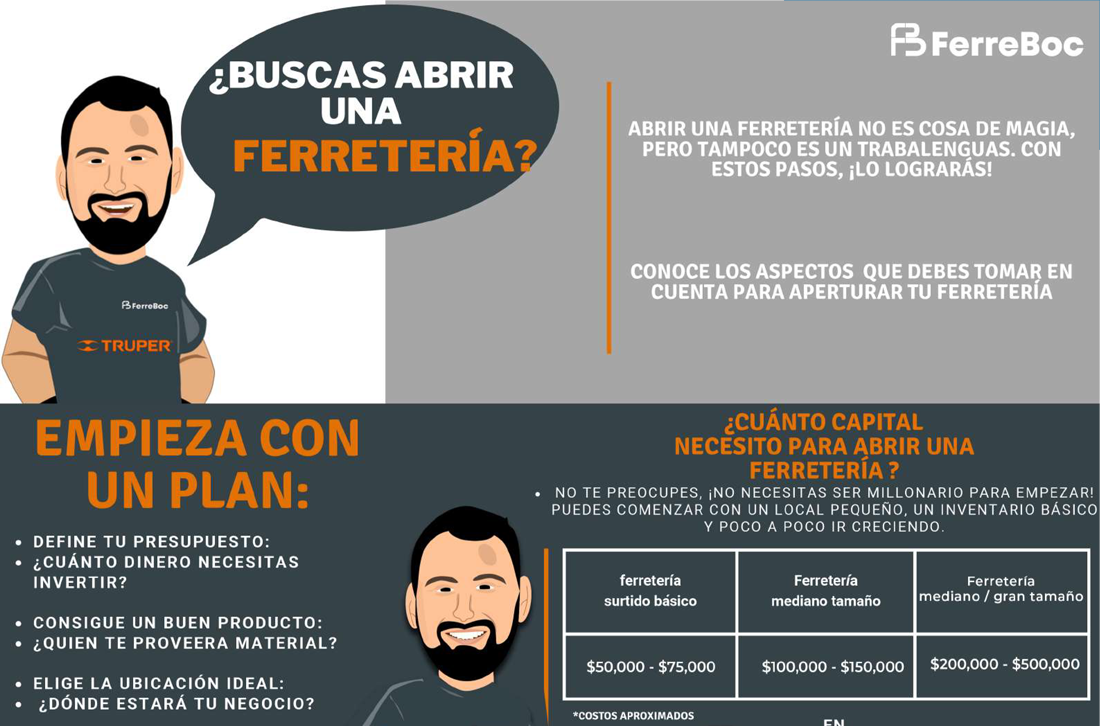 ¿BUSCAS ABRIR
UNA
FERRETERÍA?
FerreBoc
TRUPER
FerreBoc
ABRIR UNA FERRETERÍA NO ES COSA DE MAGIA,
PERO TAMPOCO ES UN TRABALENGUAS. CON
ESTOS PASOS, ¡LO LOGRARÁS!
CONOCE LOS ASPECTOS QUE DEBES TOMAR EN
CUENTA PARA APERTURAR TU FERRETERÍA
EMPIEZA CON
UN PLAN:
• DEFINE TU PRESUPUESTO:
• ¿CUÁNTO DINERO NECESITAS
INVERTIR?
• CONSIGUE UN BUEN PRODUCTO:
• ¿QUIEN TE PROVEERA MATERIAL?
• ELIGE LA UBICACIÓN IDEAL:
• ¿DÓNDE ESTARÁ TU NEGOCIO?
¿CUÁNTO CAPITAL
NECESITO PARA ABRIR UNA
FERRETERÍA ?
• NO TE PREOCUPES, ¡NO NECESITAS SER MILLONARIO PARA EMPEZAR!
PUEDES COMENZAR CON UN LOCAL PEQUEÑO, UN INVENTARIO BÁSICO
Y POCO A POCO IR CRECIENDO.
ferretería
surtido básico
Ferretería
mediano tamaño
Ferretería
mediano / gran tamaño
$50,000 - $75,000
$100,000 - $150,000
$200,000 - $500,000
*COSTOS APROXIMADOS
EN